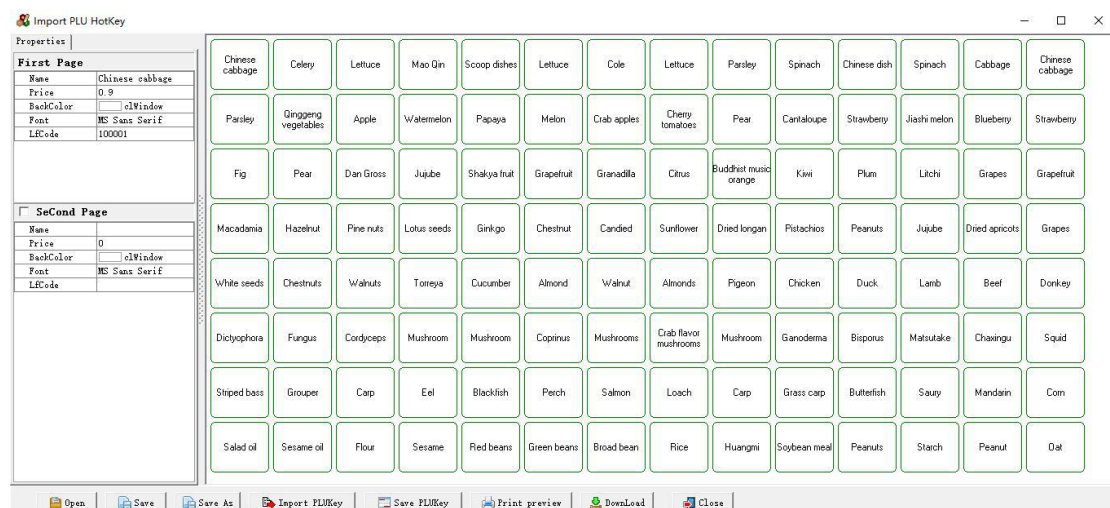 Import PLU HotKey
Properties
First Page
Name Chinese cabbage
Price 0.9
BackColor clWindow
Font MS Sans Serif
LfCode 100001
SeCond Page
Name
Price 0
BackColor clWindow
Font MS Sans Serif
LfCode
Chinese cabbage Celery Lettuce Mao Qin Scoop dishes Lettuce Cole Lettuce Parsley Spinach Chinese dish Spinach Cabbage Chinese cabbage
Parsley Qinggeng vegetables Apple Watermelon Papaya Melon Crab apples Cherry tomatoes Pear Cantaloupe Strawberry Jiashi melon Blueberry Strawberry
Fig Pear Dan Gross Jujube Shakya fruit Grapefruit Granadilla Citrus Buddhist music orange Kiwi Plum Litchi Grapes Grapefruit
Macadamia Hazelnut Pine nuts Lotus seeds Ginkgo Chestnut Candied Sunflower Dried longan Pistachios Peanuts Jujube Dried apricots Grapes
White seeds Chestnuts Walnuts Torreya Cucumber Almond Walnut Almonds Pigeon Chicken Duck Lamb Beef Donkey
Dictyophora Fungus Cordyceps Mushroom Mushroom Coprinus Mushrooms Crab flavor mushrooms Mushroom Ganoderma Bisporus Matsutake Chaxingu Squid
Striped bass Grouper Carp Eel Blackfish Perch Salmon Loach Carp Grass carp Butterfish Saury Mandarin Corn
Salad oil Sesame oil Flour Sesame Red beans Green beans Broad bean Rice Huangmi Soybean meal Peanuts Starch Peanut Oat
Open Save Save As Import PLUKey Save PLUKey Print preview DownLoad Close